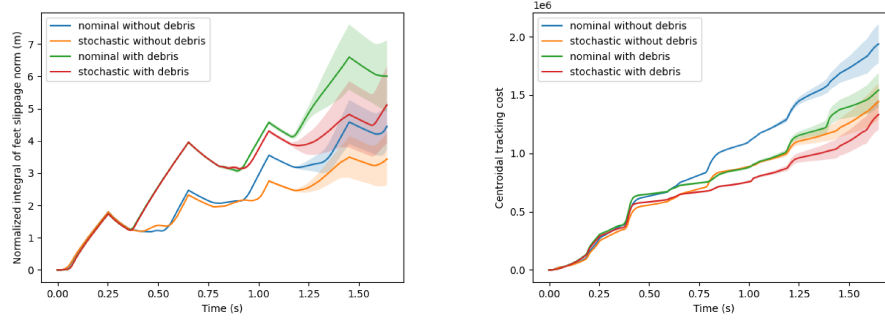 nominal without debris
stochastic without debris
nominal with debris
stochastic with debris
Normalized integral of feet slippage norm (m)
7
6
5
4
3
2
1
0
0.00 0.25 0.50 0.75 1.00 1.25 1.50
Time (s)
1e6
nominal without debris
stochastic without debris
nominal with debris
stochastic with debris
Centroidal tracking cost
2.0
1.5
1.0
0.5
0.0
0.00 0.25 0.50 0.75 1.00 1.25 1.50
Time (s)